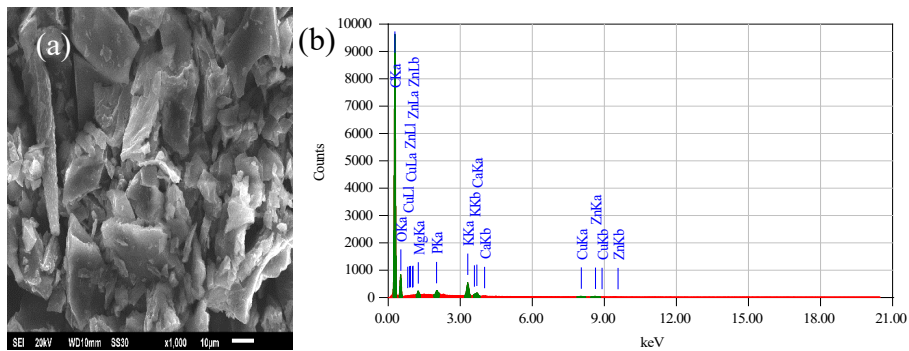 (a)
SEI 20kV WD10mm SS30 x1,000 10μm
(b)
Counts
10000
9000
8000
7000
6000
5000
4000
3000
2000
1000
0
CKa
OKa
CuLl
CuLa
ZnLl
ZnLa
ZnLb
MgKa
PKa
KKa
KKb
CaKa
CaKb
CuKa
ZnKa
CuKb
ZnKb
0.00 3.00 6.00 9.00 12.00 15.00 18.00 21.00
keV